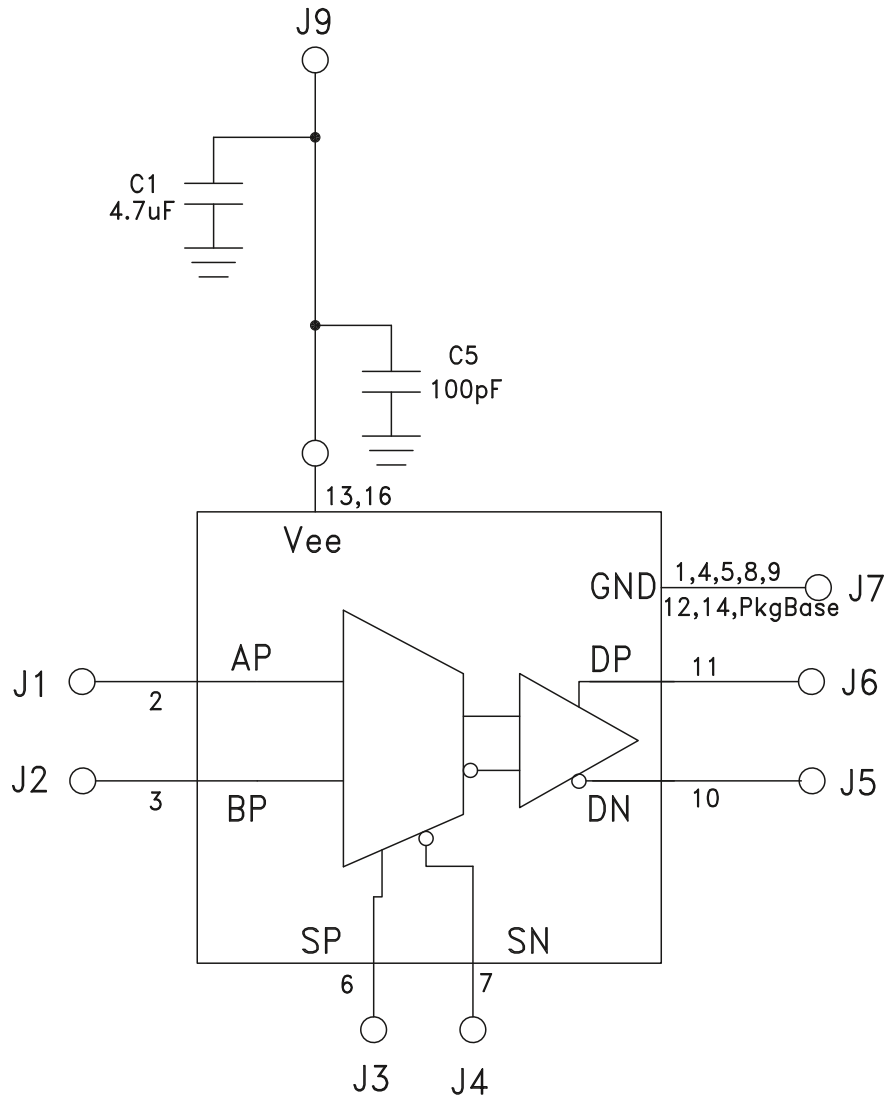 J9
C1
4.7uF
C5
100pF
13,16
Vee
GND
1,4,5,8,9
J7
12,14,PkgBase
AP
DP
11
J1
J6
2
J2
J5
3
BP
DN
10
SP
SN
6
7
J3
J4